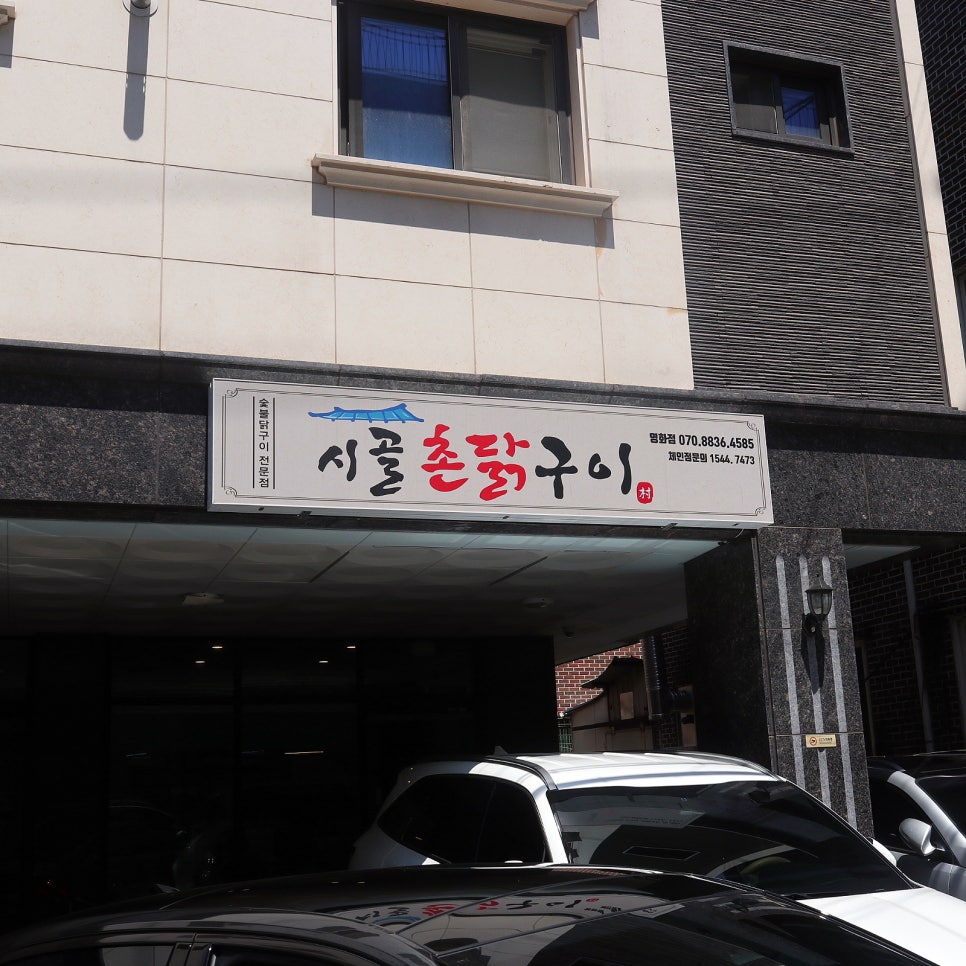 숯불닭구이 전문점
시골촌닭구이
村
명화점 070.8836.4585
체인점문의 1544.7473